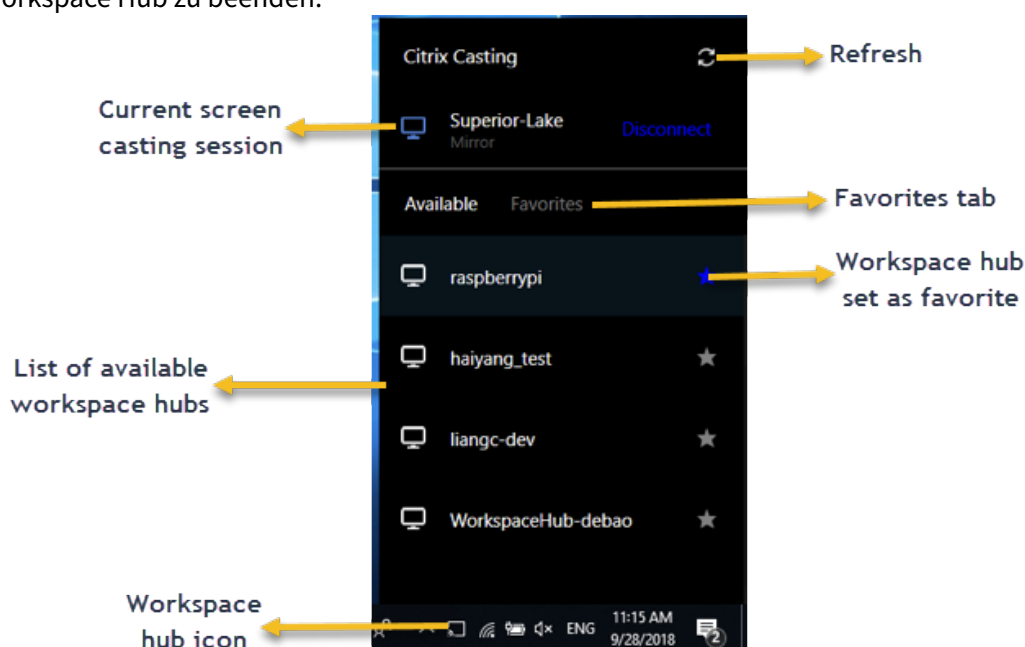 orkspace Hub zu beenden.
Citrix Casting
Refresh
Current screen
casting session
Superior-Lake
Mirror
Disconnect
Available
Favorites
Favorites tab
raspberrypi
Workspace hub
set as favorite
List of available
workspace hubs
haiyang_test
liangc-dev
WorkspaceHub-debao
Workspace
hub icon
ENG
11:15 AM
9/28/2018
2